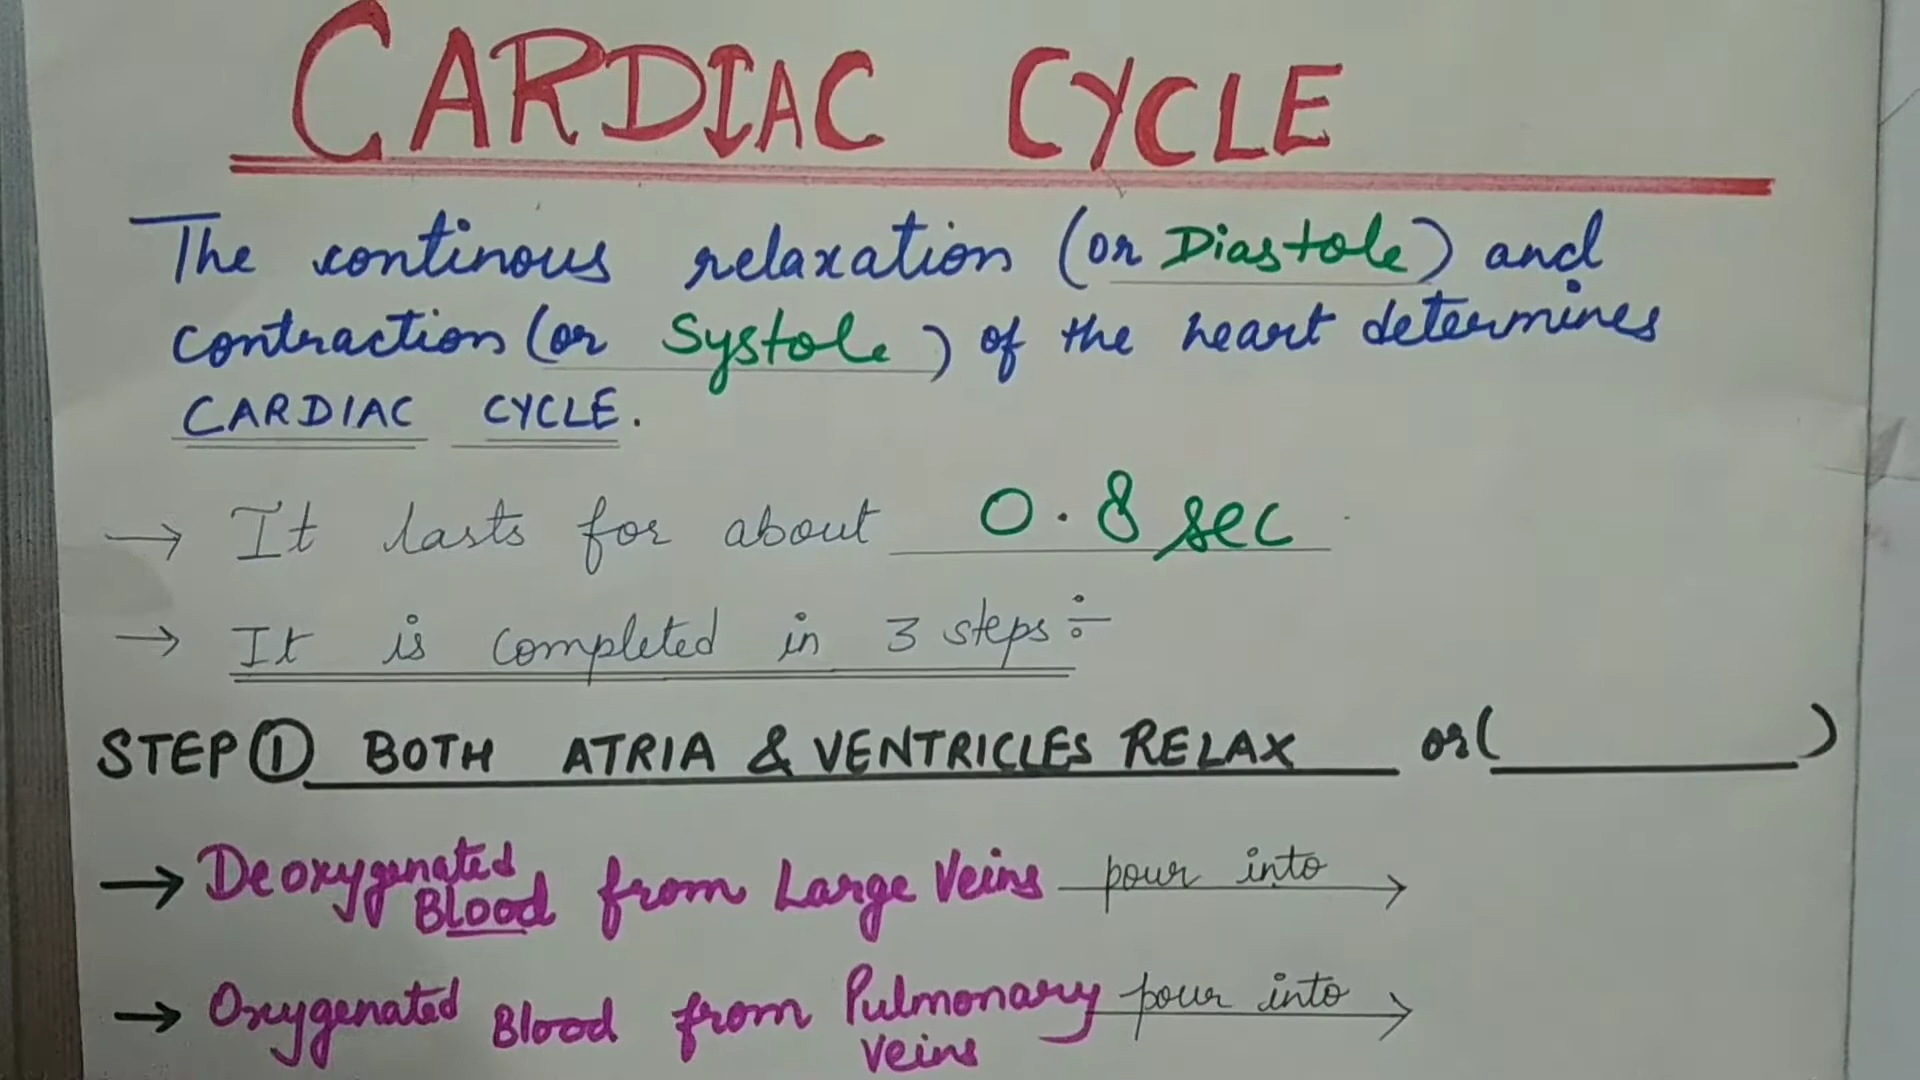 CARDIAC CYCLE
The continous relaxation (or Diastole) and
contraction (or Systole) of the heart determines
CARDIAC CYCLE.
→ It lasts for about 0.8 sec
→ It is completed in 3 steps ÷
STEP ① BOTH ATRIA & VENTRICLES RELAX or (__________)
→ Deoxygenated Blood from Large Veins pour into →
→ Oxygenated Blood from Pulmonary Veins pour into →